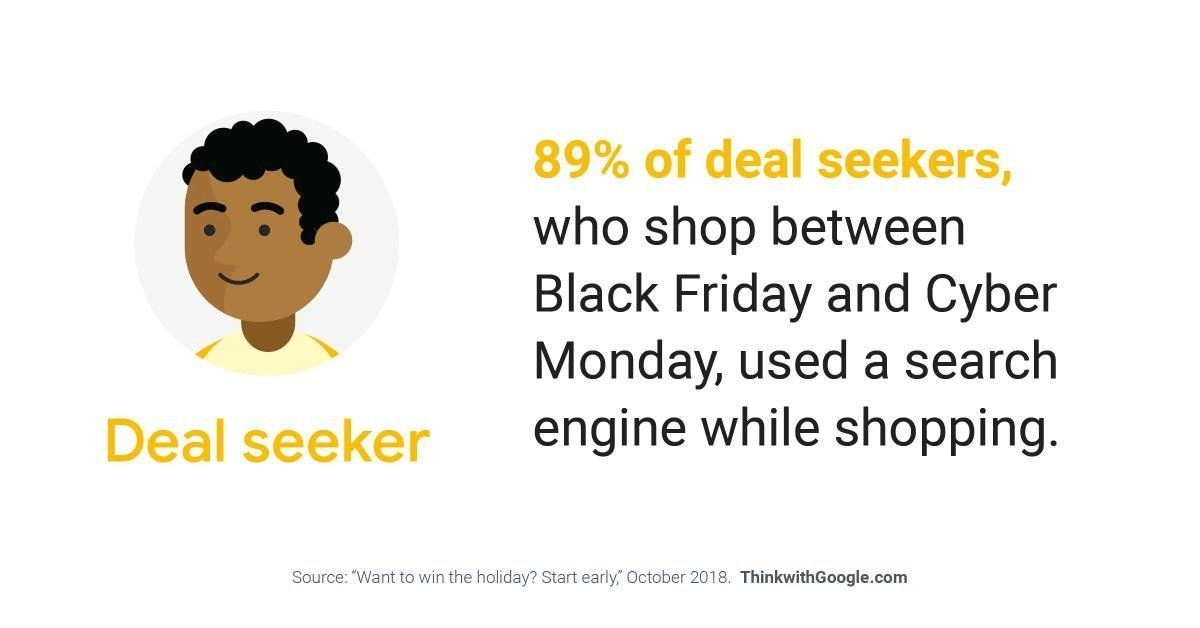 89% of deal seekers,
who shop between
Black Friday and Cyber
Monday, used a search
engine while shopping.
Deal seeker
Source: “Want to win the holiday? Start early,” October 2018. ThinkwithGoogle.com